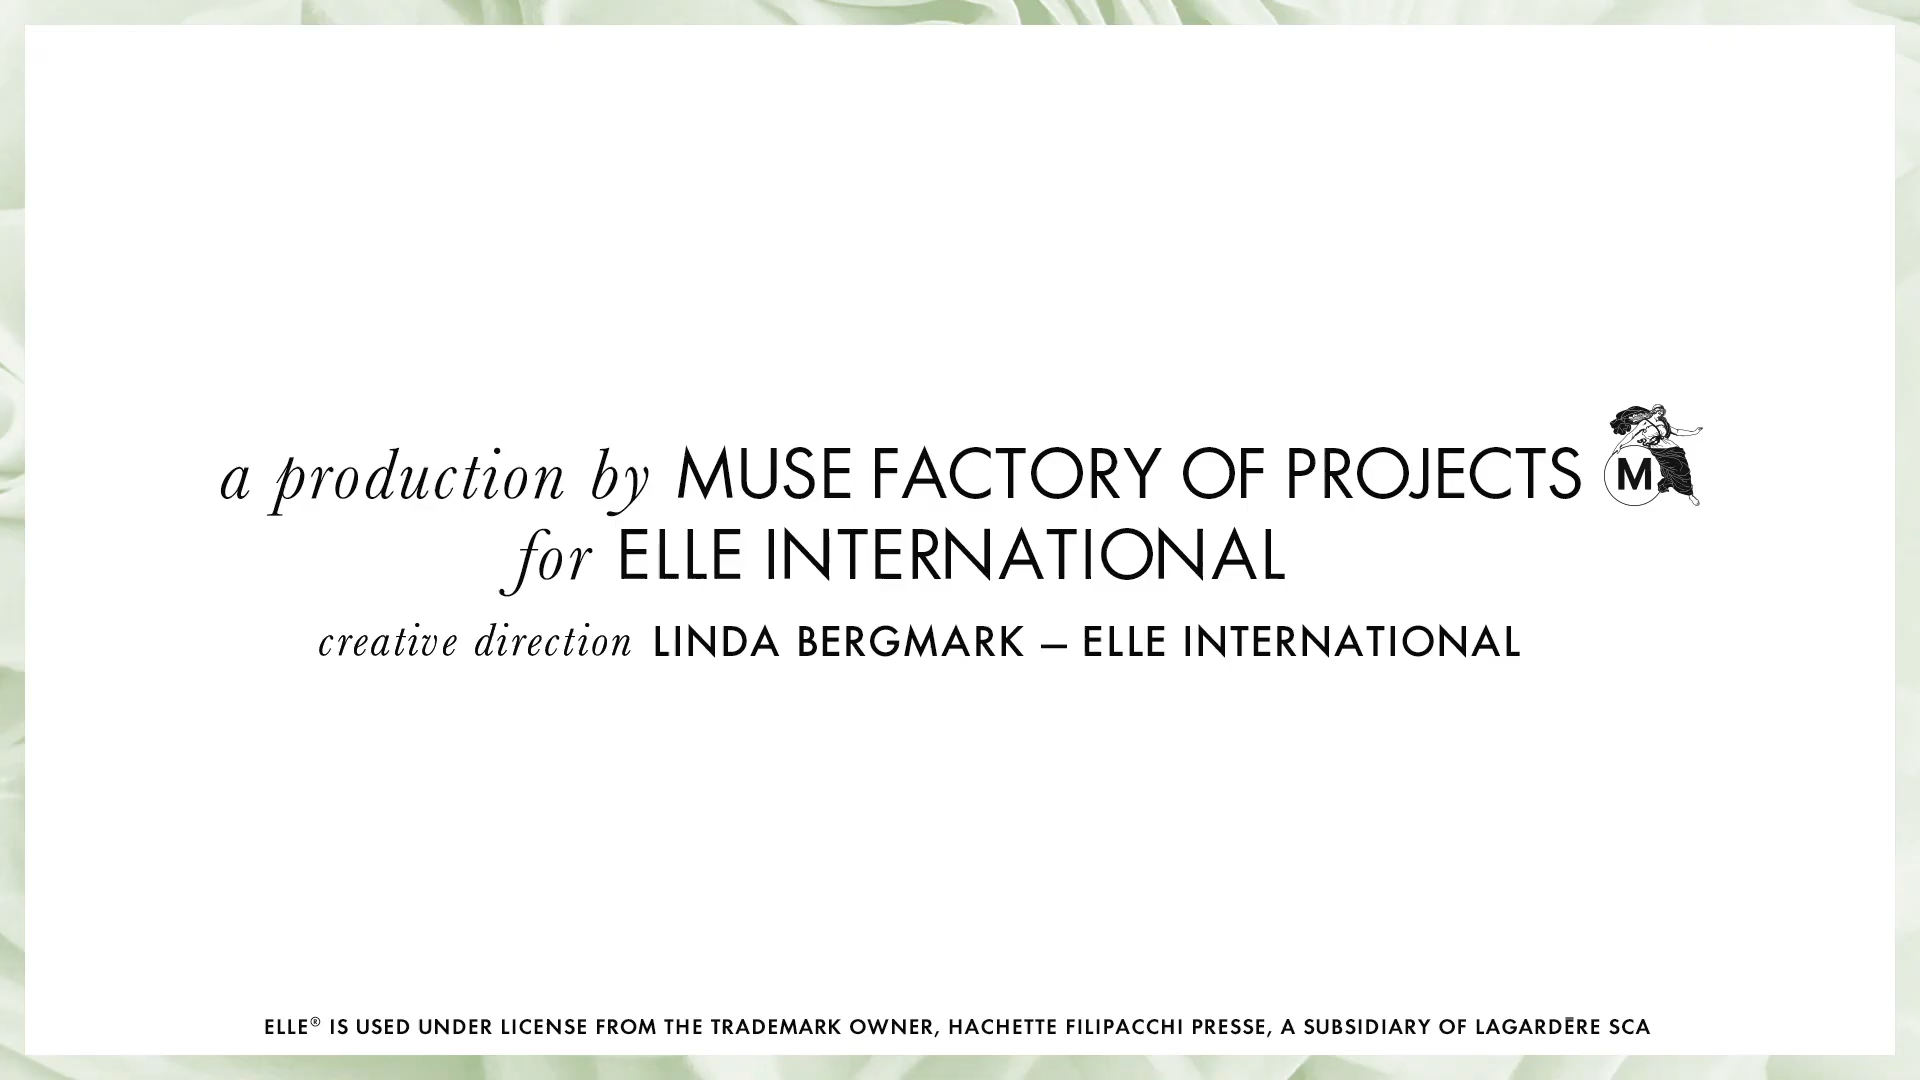 a production by MUSE FACTORY OF PROJECTS M
for ELLE INTERNATIONAL
creative direction LINDA BERGMARK – ELLE INTERNATIONAL
ELLE® IS USED UNDER LICENSE FROM THE TRADEMARK OWNER, HACHETTE FILIPACCHI PRESSE, A SUBSIDIARY OF LAGARDĒRE SCA